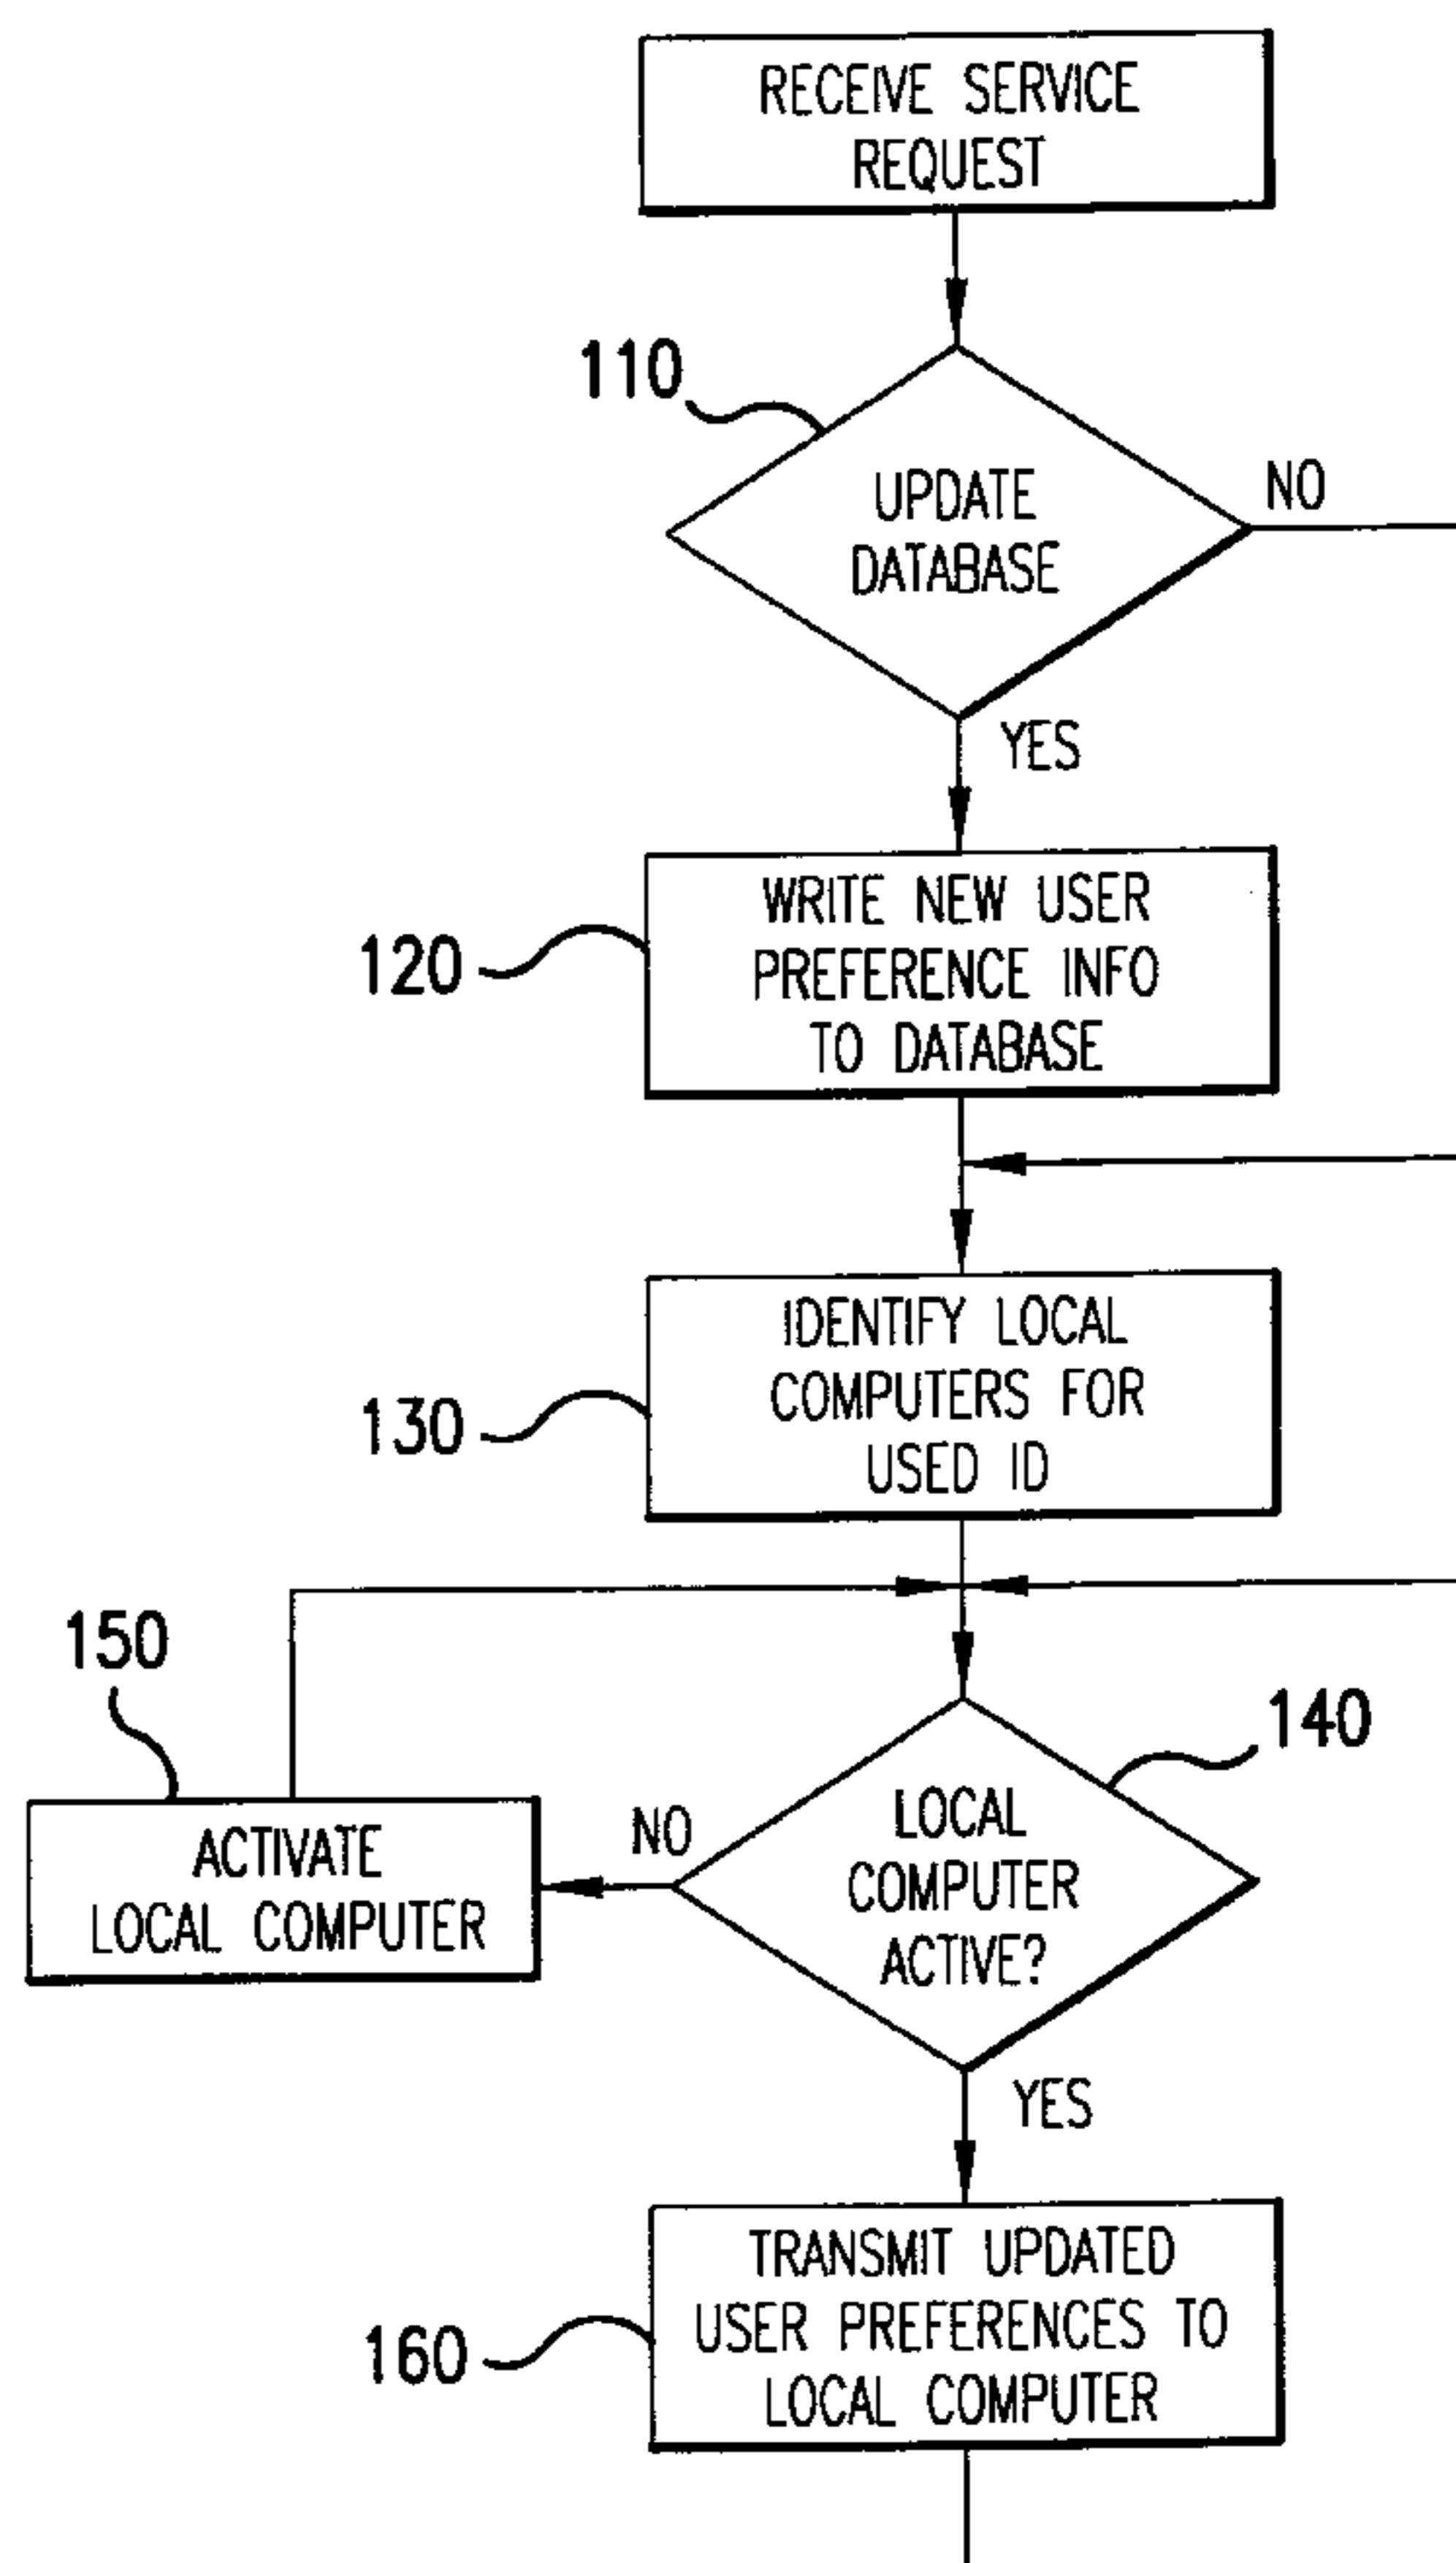 RECEIVE SERVICE
REQUEST
110
UPDATE
DATABASE
NO
YES
120
WRITE NEW USER
PREFERENCE INFO
TO DATABASE
130
IDENTIFY LOCAL
COMPUTERS FOR
USED ID
150
ACTIVATE
LOCAL COMPUTER
NO
140
LOCAL
COMPUTER
ACTIVE?
YES
160
TRANSMIT UPDATED
USER PREFERENCES TO
LOCAL COMPUTER